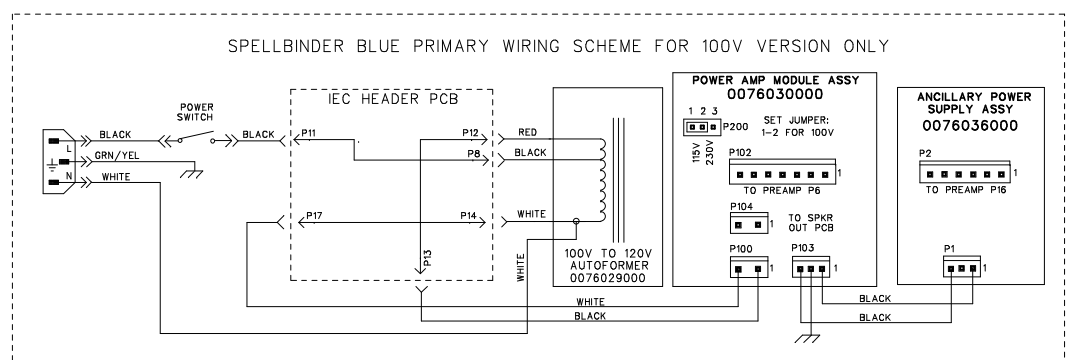 SPELLBINDER BLUE PRIMARY WIRING SCHEME FOR 100V VERSION ONLY
POWER AMP MODULE ASSY
0076030000
ANCILLARY POWER
SUPPLY ASSY
0076036000
IEC HEADER PCB
POWER
SWITCH
1 2 3
P200
SET JUMPER:
1-2 FOR 100V
115V
230V
L
BLACK
BLACK
P11
P12
RED
GRN/YEL
P8
BLACK
N
WHITE
P102
1
TO PREAMP P6
P2
1
TO PREAMP P16
P17
P14
WHITE
P104
1
TO SPKR
OUT PCB
P13
WHITE
100V TO 120V
AUTOFORMER
0076029000
P100
1
P103
1
P1
1
WHITE
BLACK
BLACK
BLACK